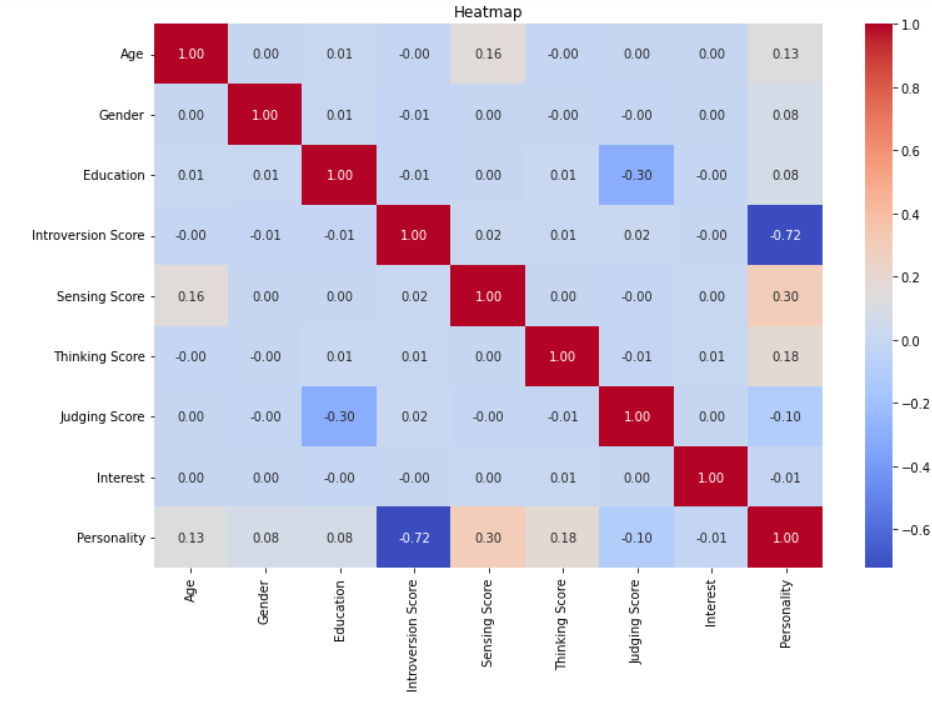 Heatmap
Age 1.00 0.00 0.01 -0.00 0.16 -0.00 0.00 0.00 0.13
Gender 0.00 1.00 0.01 -0.01 0.00 -0.00 -0.00 0.00 0.08
Education 0.01 0.01 1.00 -0.01 0.00 0.01 -0.30 -0.00 0.08
Introversion Score -0.00 -0.01 -0.01 1.00 0.02 0.01 0.02 -0.00 -0.72
Sensing Score 0.16 0.00 0.00 0.02 1.00 0.00 -0.00 0.00 0.30
Thinking Score -0.00 -0.00 0.01 0.01 0.00 1.00 -0.01 0.01 0.18
Judging Score 0.00 -0.00 -0.30 0.02 -0.00 -0.01 1.00 0.00 -0.10
Interest 0.00 0.00 -0.00 -0.00 0.00 0.01 0.00 1.00 -0.01
Personality 0.13 0.08 0.08 -0.72 0.30 0.18 -0.10 -0.01 1.00
Age
Gender
Education
Introversion Score
Sensing Score
Thinking Score
Judging Score
Interest
Personality
1.0
0.8
0.6
0.4
0.2
0.0
−0.2
−0.4
−0.6